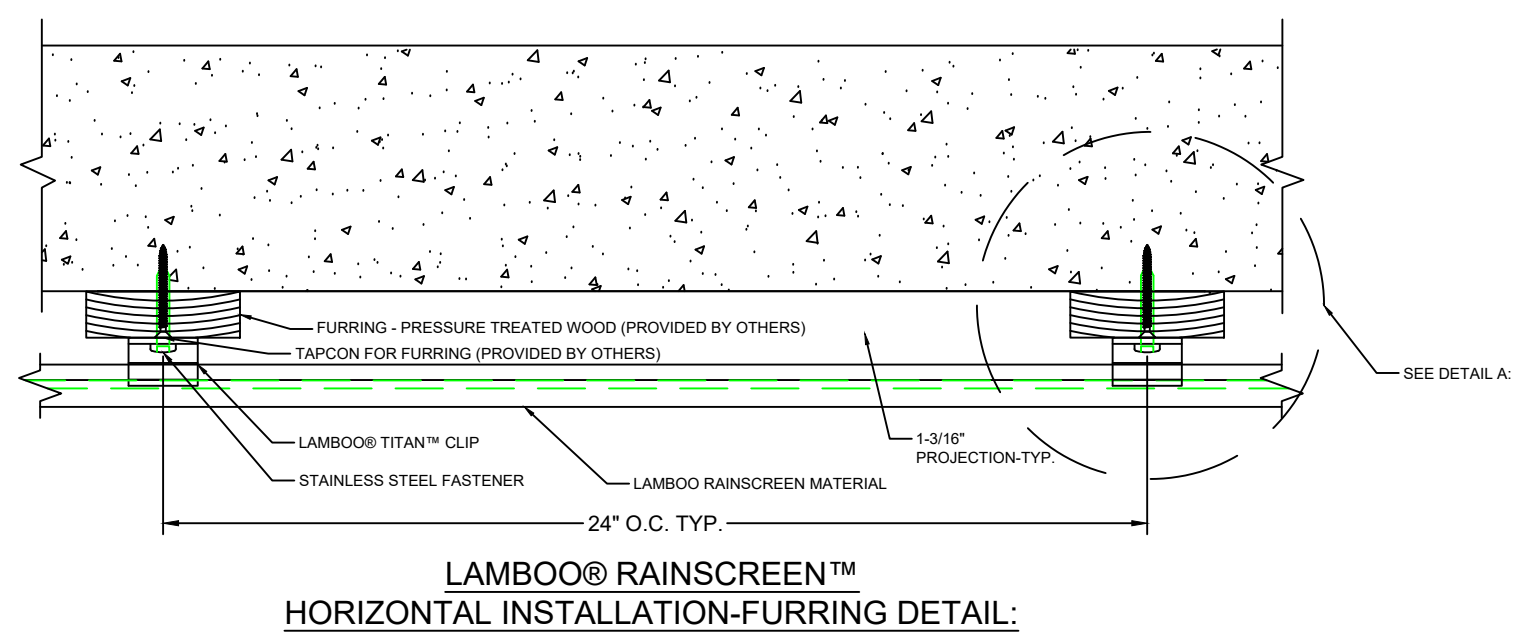 FURRING - PRESSURE TREATED WOOD (PROVIDED BY OTHERS)
TAPCON FOR FURRING (PROVIDED BY OTHERS)
SEE DETAIL A:
LAMBOO® TITAN™ CLIP
1-3/16"
PROJECTION-TYP.
STAINLESS STEEL FASTENER
LAMBOO RAINSCREEN MATERIAL
24" O.C. TYP.
LAMBOO® RAINSCREEN™
HORIZONTAL INSTALLATION-FURRING DETAIL: